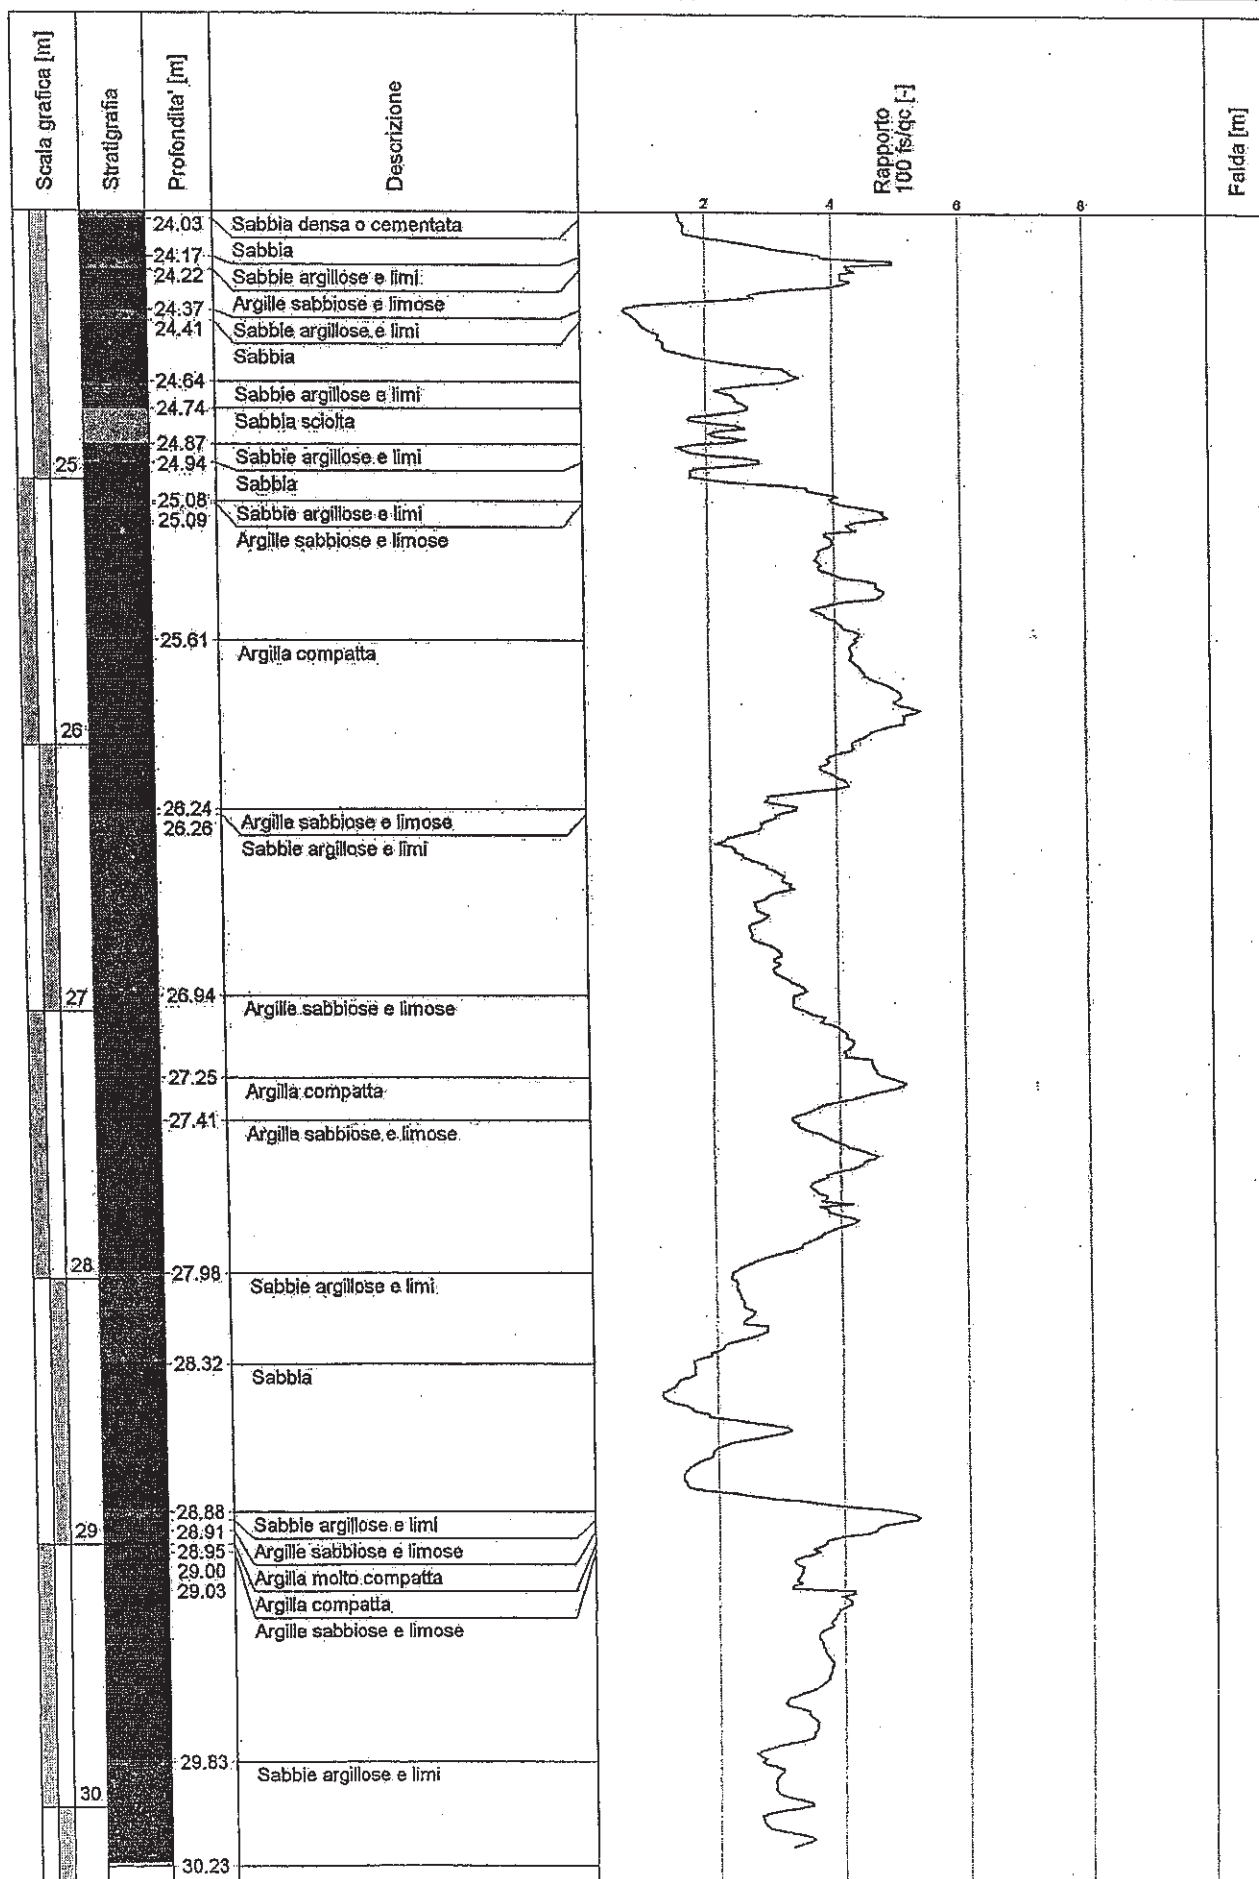 Scala grafica [m]
Stratigrafia
Profondita' [m]
Descrizione
Rapporto
100 fs/qc [-]
Falda [m]
2 4 6 8
24.03 Sabbia densa o cementata
24.17 Sabbia
24.22 Sabbie argillose e limi
24.37 Argille sabbiose e limose
24.41 Sabbie argillose e limi
Sabbia
24.64
Sabbie argillose e limi
24.74
Sabbia sciolta
24.87
Sabbie argillose e limi
24.94
25
Sabbia
25.08
Sabbie argillose e limi
25.09
Argille sabbiose e limose
25.61
Argilla compatta
26
26.24
Argille sabbiose e limose
26.26
Sabbie argillose e limi
26.94
27
Argille sabbiose e limose
27.25
Argilla compatta
27.41
Argille sabbiose e limose
28
27.98
Sabbie argillose e limi
28.32
Sabbia
28.88
Sabbie argillose e limi
28.91
29
28.95
Argille sabbiose e limose
29.00
Argilla molto compatta
29.03
Argilla compatta
Argille sabbiose e limose
29.83
Sabbie argillose e limi
30
30.23